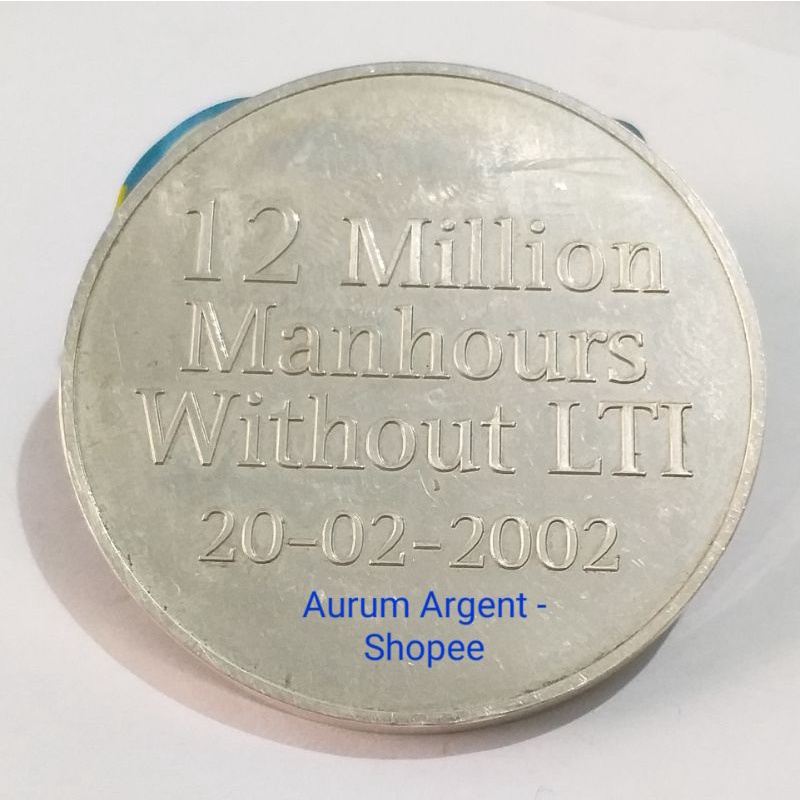 12 Million
Manhours
Without LTI
20-02-2002
Aurum Argent -
Shopee